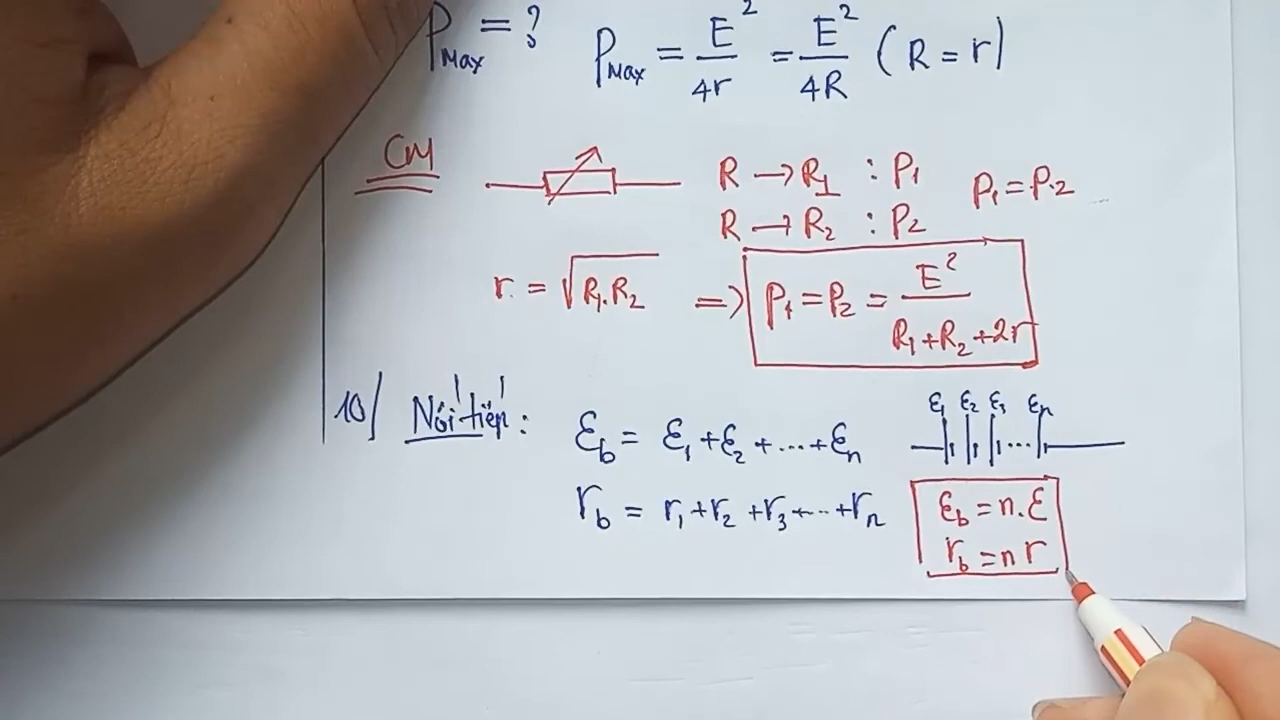 P_Max = ? P_Max = E²/4r = E²/4R (R = r)
CM R → R₁ : P₁ P₁ = P₂
R → R₂ : P₂
r = √R₁.R₂ => P₁ = P₂ = E²/R₁+R₂+2r
10/ Nối tiếp: ε_b = ε₁+ε₂+...+ε_n ε₁ ε₂ ε₃ ... ε_n
r_b = r₁+r₂+r₃+...+r_n ε_b = n.ε
r_b = n r